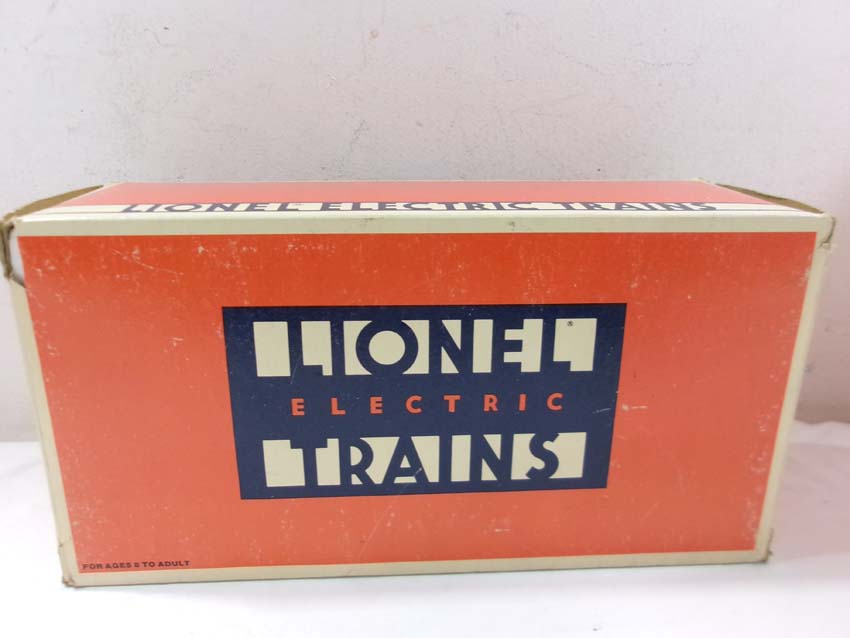 LIONEL® ELECTRIC TRAINS
LIONEL®
ELECTRIC
TRAINS
FOR AGES 8 TO ADULT